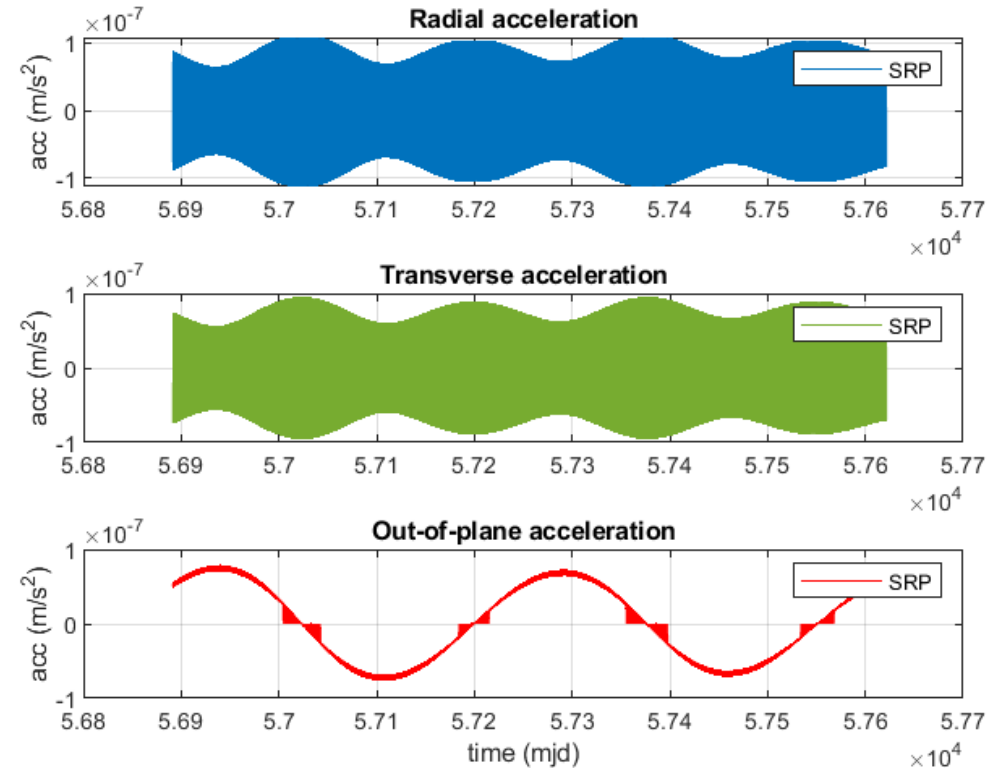 Radial acceleration
×10-7
1
0
-1
acc (m/s2)
SRP
5.68 5.69 5.7 5.71 5.72 5.73 5.74 5.75 5.76 5.77
×104
Transverse acceleration
×10-7
1
0
-1
acc (m/s2)
SRP
5.68 5.69 5.7 5.71 5.72 5.73 5.74 5.75 5.76 5.77
×104
Out-of-plane acceleration
×10-7
1
0
-1
acc (m/s2)
SRP
5.68 5.69 5.7 5.71 5.72 5.73 5.74 5.75 5.76 5.77
time (mjd)
×104